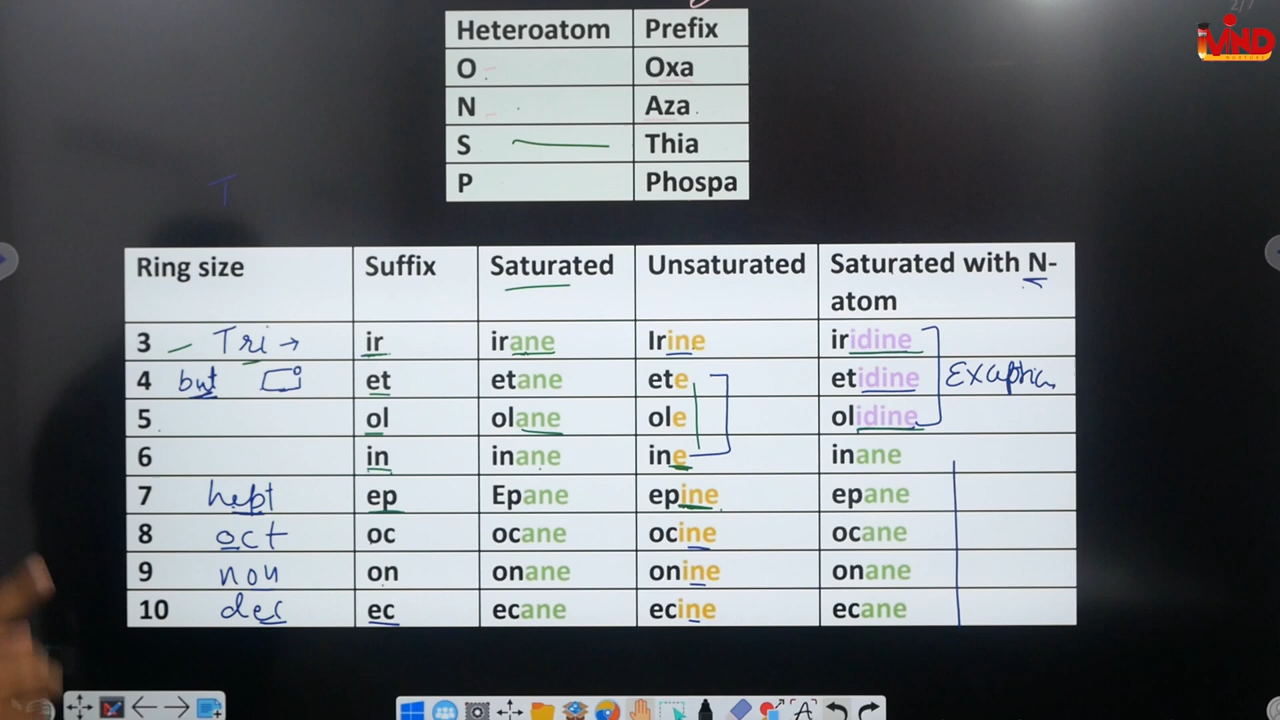 2/7
iMIND
Heteroatom Prefix
O Oxa
N Aza
S Thia
P Phospa
T
Ring size Suffix Saturated Unsaturated Saturated with N-
atom
3 Tri → ir irane Irine iridine
4 but et etane ete etidine
5 ol olane ole olidine
6 in inane ine inane
7 hept ep Epane epine epane
8 oct oc ocane ocine ocane
9 non on onane onine onane
10 dec ec ecane ecine ecane